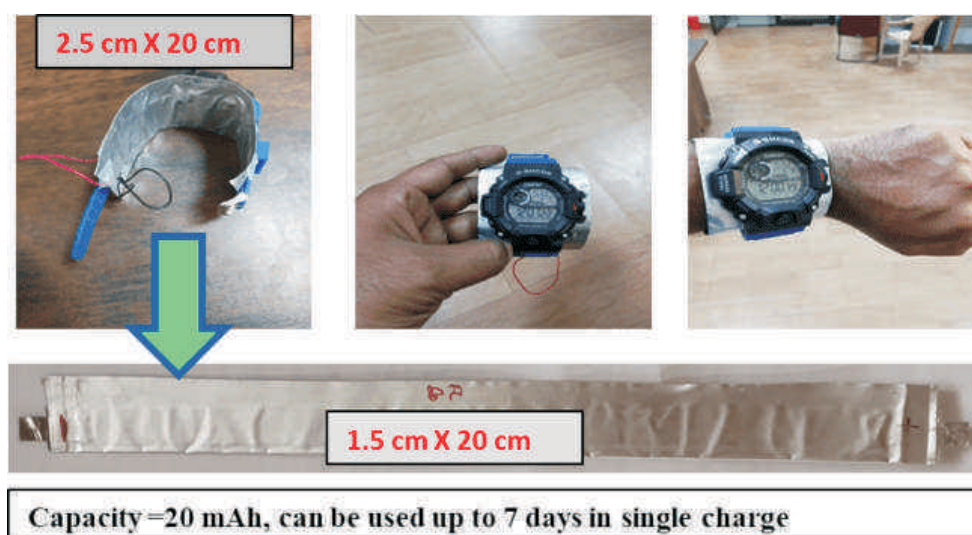 2.5 cm X 20 cm
1.5 cm X 20 cm
Capacity =20 mAh, can be used up to 7 days in single charge